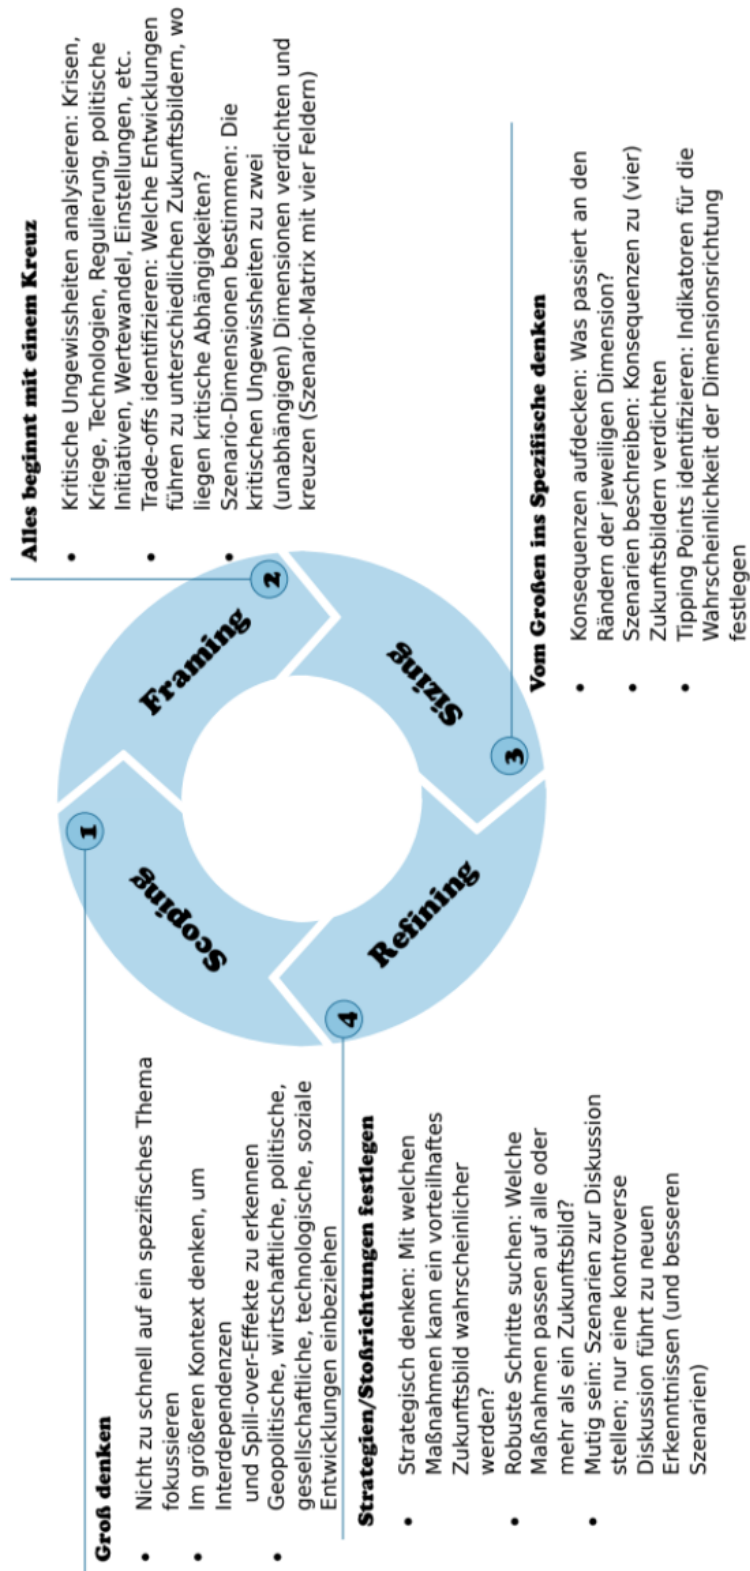 Groß denken
• Nicht zu schnell auf ein spezifisches Thema
fokussieren
• Im größeren Kontext denken, um
Interdependenzen
und Spill-over-Effekte zu erkennen
• Geopolitische, wirtschaftliche, politische,
gesellschaftliche, technologische, soziale
Entwicklungen einbeziehen
1
Scoping
Alles beginnt mit einem Kreuz
• Kritische Ungewissheiten analysieren: Krisen,
Kriege, Technologien, Regulierung, politische
Initiativen, Wertewandel, Einstellungen, etc.
• Trade-offs identifizieren: Welche Entwicklungen
führen zu unterschiedlichen Zukunftsbildern, wo
liegen kritische Abhängigkeiten?
• Szenario-Dimensionen bestimmen: Die
kritischen Ungewissheiten zu zwei
(unabhängigen) Dimensionen verdichten und
kreuzen (Szenario-Matrix mit vier Feldern)
2
Framing
Vom Großen ins Spezifische denken
• Konsequenzen aufdecken: Was passiert an den
Rändern der jeweiligen Dimension?
• Szenarien beschreiben: Konsequenzen zu (vier)
Zukunftsbildern verdichten
• Tipping Points identifizieren: Indikatoren für die
Wahrscheinlichkeit der Dimensionsrichtung
festlegen
3
Sizing
Strategien/Stoßrichtungen festlegen
• Strategisch denken: Mit welchen
Maßnahmen kann ein vorteilhaftes
Zukunftsbild wahrscheinlicher
werden?
• Robuste Schritte suchen: Welche
Maßnahmen passen auf alle oder
mehr als ein Zukunftsbild?
• Mutig sein: Szenarien zur Diskussion
stellen; nur eine kontroverse
Diskussion führt zu neuen
Erkenntnissen (und besseren
Szenarien)
4
Refining